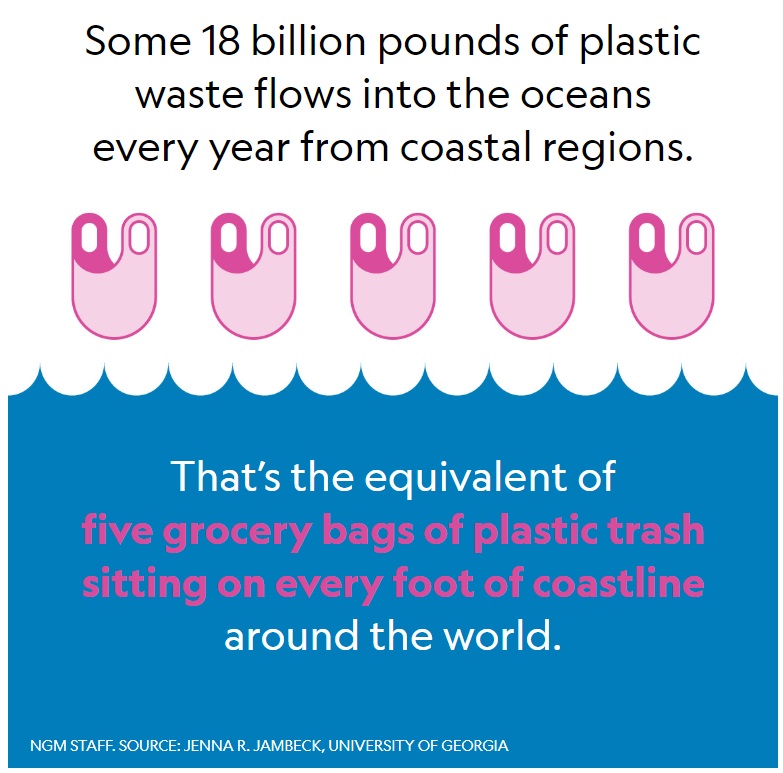 Some 18 billion pounds of plastic
waste flows into the oceans
every year from coastal regions.
That's the equivalent of
five grocery bags of plastic trash
sitting on every foot of coastline
around the world.
NGM STAFF. SOURCE: JENNA R. JAMBECK, UNIVERSITY OF GEORGIA